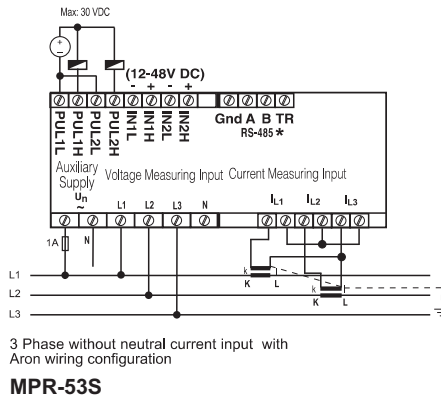 Max: 30 VDC
+
−
(12-48V DC)
- + - +
PUL1L PUL1H PUL2L PUL2H IN1L IN1H IN2L IN2H
Gnd A B TR
RS-485 *
Auxiliary
Supply
Un
~
Voltage Measuring Input
Current Measuring Input
L1 L2 L3 N
IL1 IL2 IL3
1A
N
L1
k l
K L
L2
k l
K L
L3
3 Phase without neutral current input with
Aron wiring configuration
MPR-53S